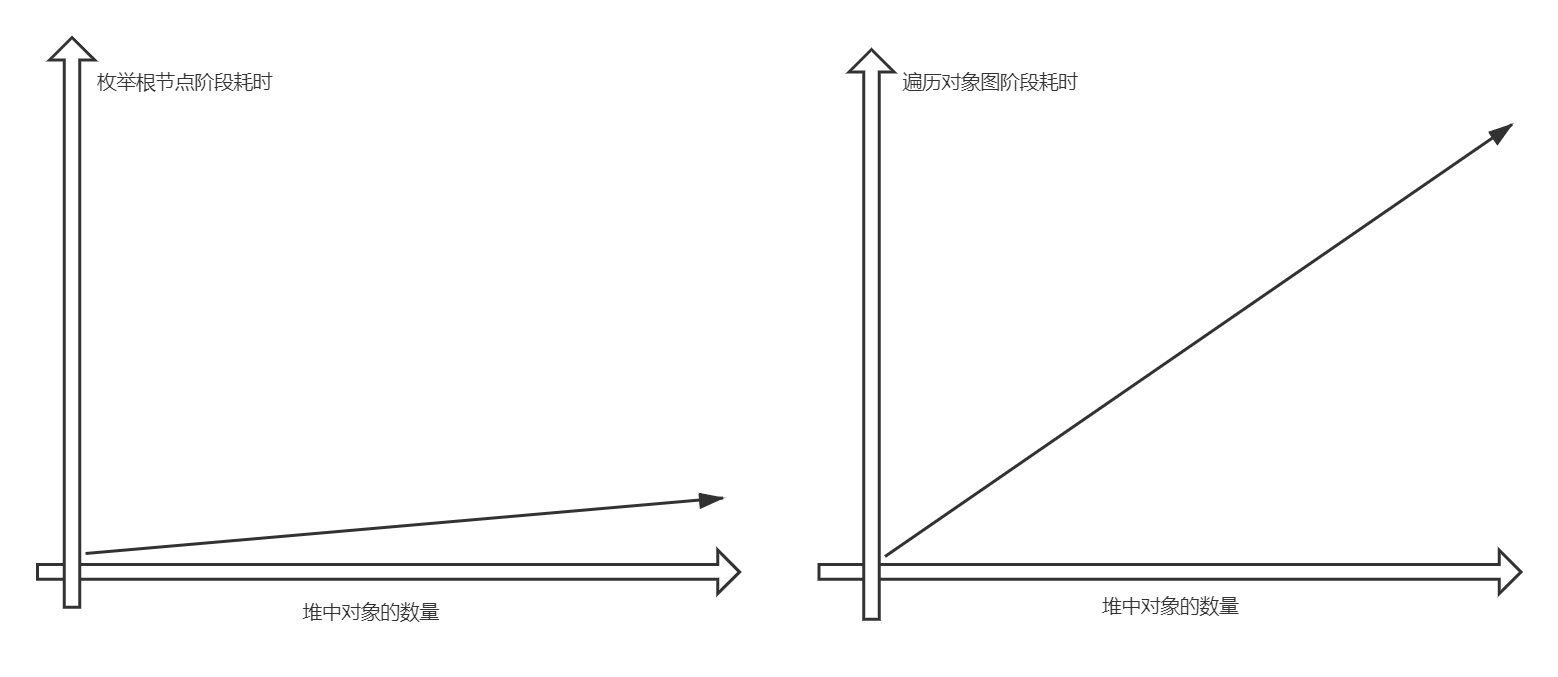 枚举根节点阶段耗时
堆中对象的数量
遍历对象图阶段耗时
堆中对象的数量